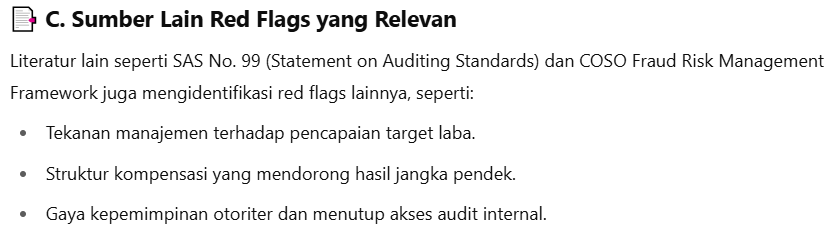 C. Sumber Lain Red Flags yang Relevan
Literatur lain seperti SAS No. 99 (Statement on Auditing Standards) dan COSO Fraud Risk Management
Framework juga mengidentifikasi red flags lainnya, seperti:
• Tekanan manajemen terhadap pencapaian target laba.
• Struktur kompensasi yang mendorong hasil jangka pendek.
• Gaya kepemimpinan otoriter dan menutup akses audit internal.